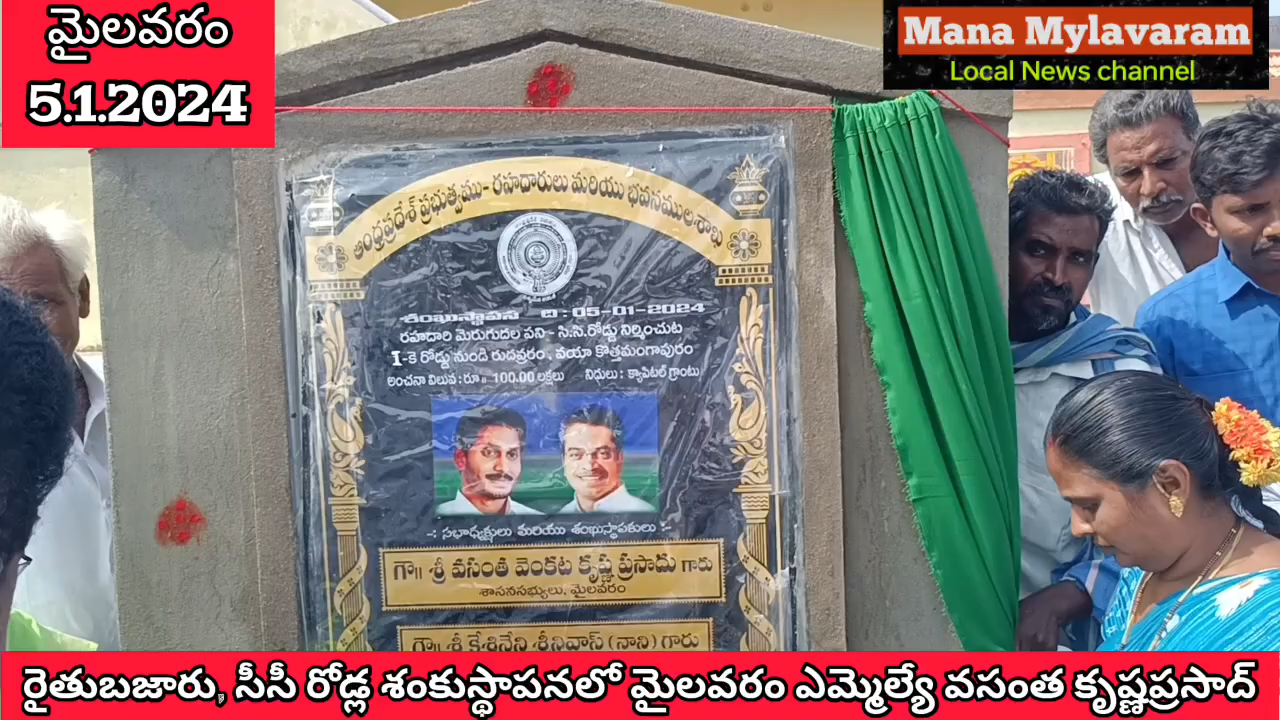 మైలవరం
5.1.2024
Mana Mylavaram
Local News channel
ఆంధ్రప్రదేశ్ ప్రభుత్వము - రహదారులు మరియు భవనములశాఖ
శంఖుస్థాపన ది : 05-01-2024
రహదారి మెరుగుదల పని - సి.సి.రోడ్డు నిర్మించుట
1-కె రోడ్డు నుండి రుదవరం, వయా కొత్తమంగాపురం
అంచనా విలువ : రూ॥ 100.00 లక్షలు నిధులు : క్యాపిటల్ గ్రాంటు
-: సభాధ్యక్షులు మరియు శంఖుస్థాపకులు :-
గౌ॥ శ్రీ వసంత వెంకట కృష్ణ ప్రసాదు గారు
శాసనసభ్యులు, మైలవరం
గౌ॥ శ్రీ కేశినేని శ్రీనివాస్ (నాని) గారు
రైతుబజారు, సీసీ రోడ్ల శంకుస్థాపనలో మైలవరం ఎమ్మెల్యే వసంత కృష్ణప్రసాద్